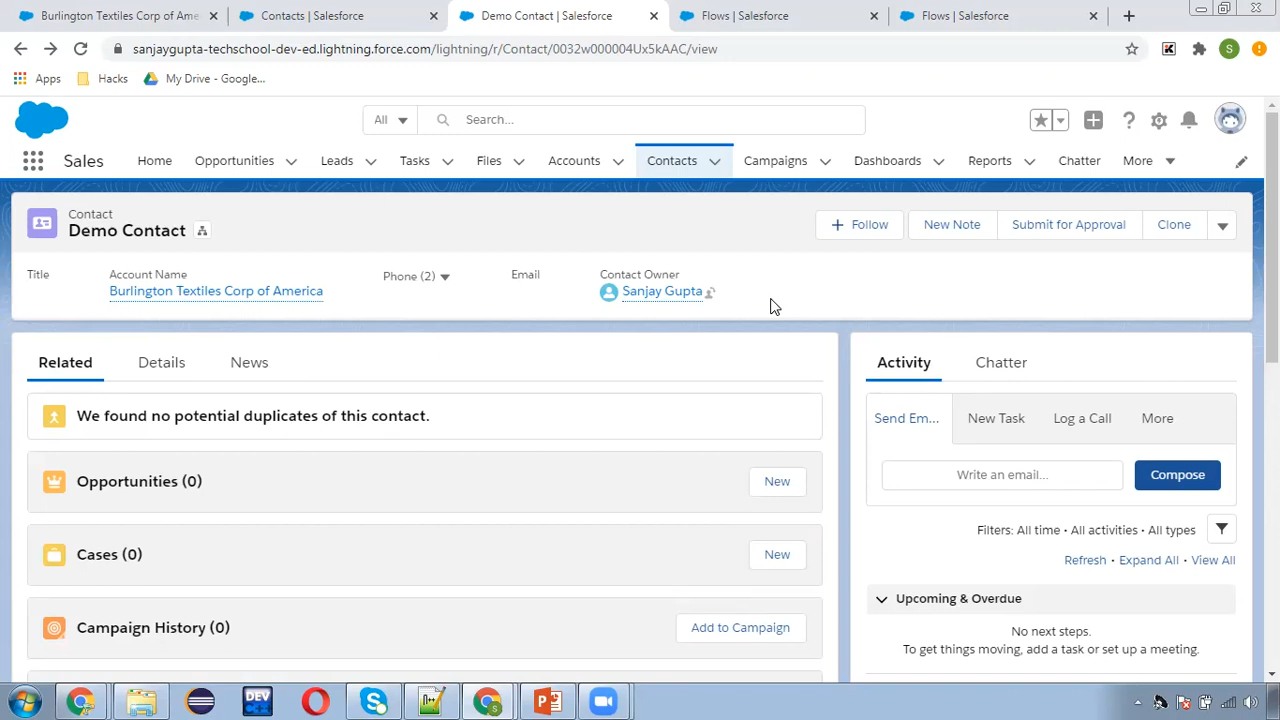 Burlington Textiles Corp of Ame
Contacts | Salesforce
Demo Contact | Salesforce
Flows | Salesforce
Flows | Salesforce
sanjaygupta-techschool-dev-ed.lightning.force.com/lightning/r/Contact/0032w000004Ux5kAAC/view
S
Apps
Hacks
My Drive - Google...
All
Search...
Sales
Home
Opportunities
Leads
Tasks
Files
Accounts
Contacts
Campaigns
Dashboards
Reports
Chatter
More
Contact
Demo Contact
Follow
New Note
Submit for Approval
Clone
Title
Account Name
Phone (2)
Email
Contact Owner
Burlington Textiles Corp of America
Sanjay Gupta
Related
Details
News
We found no potential duplicates of this contact.
Opportunities (0)
New
Cases (0)
New
Campaign History (0)
Add to Campaign
Activity
Chatter
Send Em...
New Task
Log a Call
More
Write an email...
Compose
Filters: All time • All activities • All types
Refresh • Expand All • View All
Upcoming & Overdue
No next steps.
To get things moving, add a task or set up a meeting.
DEV
C++